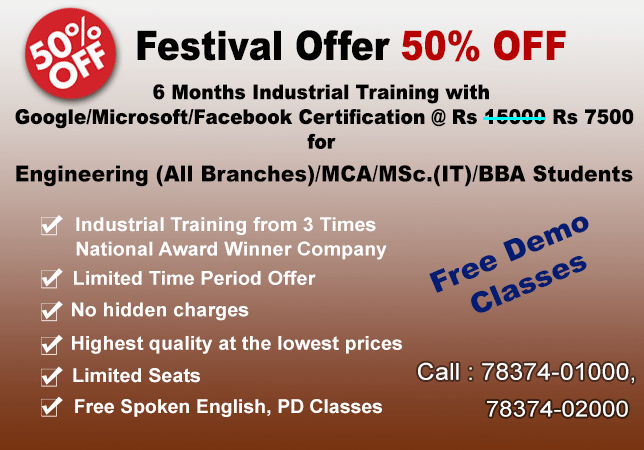 50%
OFF
Festival Offer 50% OFF
6 Months Industrial Training with
Google/Microsoft/Facebook Certification @ Rs 15000 Rs 7500
for
Engineering (All Branches)/MCA/MSc.(IT)/BBA Students
Industrial Training from 3 Times
National Award Winner Company
Limited Time Period Offer
No hidden charges
Highest quality at the lowest prices
Limited Seats
Free Spoken English, PD Classes
Free Demo
Classes
Call : 78374-01000,
78374-02000